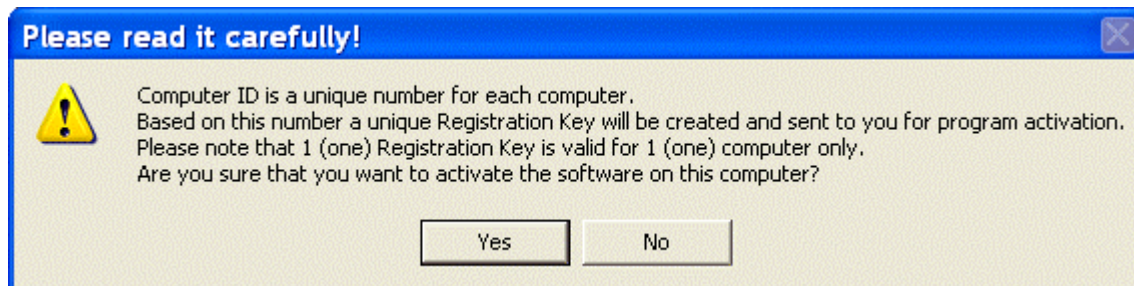 Please read it carefully!
Computer ID is a unique number for each computer.
Based on this number a unique Registration Key will be created and sent to you for program activation.
Please note that 1 (one) Registration Key is valid for 1 (one) computer only.
Are you sure that you want to activate the software on this computer?
Yes No